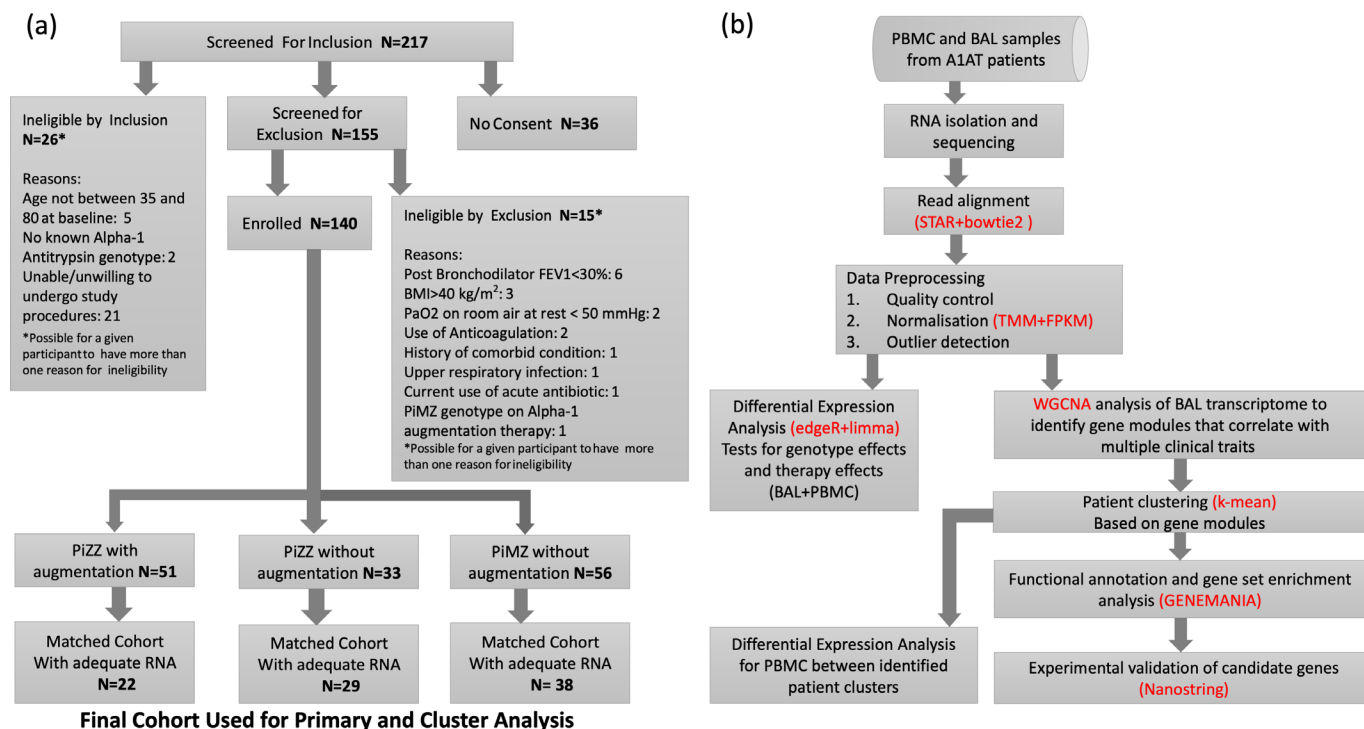 (a)
Screened For Inclusion N=217
Ineligible by Inclusion
N=26*
Reasons:
Age not between 35 and
80 at baseline: 5
No known Alpha-1
Antitrypsin genotype: 2
Unable/unwilling to
undergo study
procedures: 21
*Possible for a given
participant to have more than
one reason for ineligibility
Screened for
Exclusion N=155
No Consent N=36
Enrolled N=140
Ineligible by Exclusion N=15*
Reasons:
Post Bronchodilator FEV1<30%: 6
BMI>40 kg/m²: 3
PaO2 on room air at rest < 50 mmHg: 2
Use of Anticoagulation: 2
History of comorbid condition: 1
Upper respiratory infection: 1
Current use of acute antibiotic: 1
PiMZ genotype on Alpha-1
augmentation therapy: 1
*Possible for a given participant to have more
than one reason for ineligibility
PiZZ with
augmentation N=51
PiZZ without
augmentation N=33
PiMZ without
augmentation N=56
Matched Cohort
With adequate RNA
N=22
Matched Cohort
With adequate RNA
N=29
Matched Cohort
With adequate RNA
N= 38
Final Cohort Used for Primary and Cluster Analysis
(b)
PBMC and BAL samples
from A1AT patients
RNA isolation and
sequencing
Read alignment
(STAR+bowtie2 )
Data Preprocessing
1. Quality control
2. Normalisation (TMM+FPKM)
3. Outlier detection
Differential Expression
Analysis (edgeR+limma)
Tests for genotype effects
and therapy effects
(BAL+PBMC)
WGCNA analysis of BAL transcriptome to
identify gene modules that correlate with
multiple clinical traits
Patient clustering (k-mean)
Based on gene modules
Functional annotation and gene set enrichment
analysis (GENEMANIA)
Differential Expression Analysis
for PBMC between identified
patient clusters
Experimental validation of candidate genes
(Nanostring)